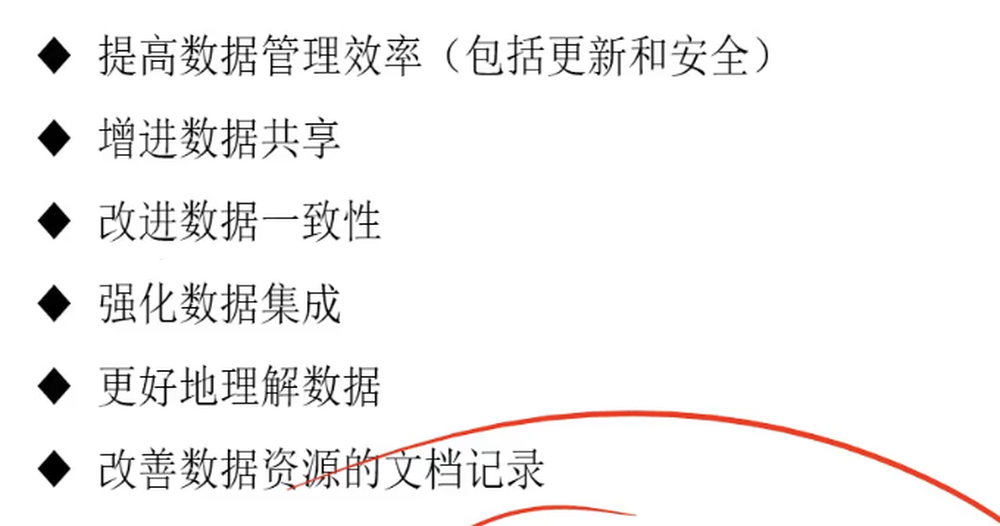 ◆ 提高数据管理效率（包括更新和安全）
◆ 增进数据共享
◆ 改进数据一致性
◆ 强化数据集成
◆ 更好地理解数据
◆ 改善数据资源的文档记录